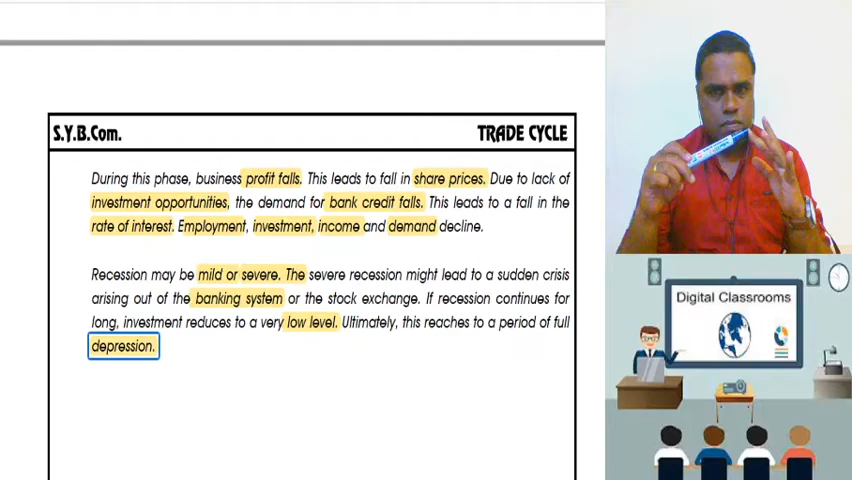 S.Y.B.Com. TRADE CYCLE
During this phase, business profit falls. This leads to fall in share prices. Due to lack of
investment opportunities, the demand for bank credit falls. This leads to a fall in the
rate of interest. Employment, investment, income and demand decline.
Recession may be mild or severe. The severe recession might lead to a sudden crisis
arising out of the banking system or the stock exchange. If recession continues for
long, investment reduces to a very low level. Ultimately, this reaches to a period of full
depression.
Digital Classrooms